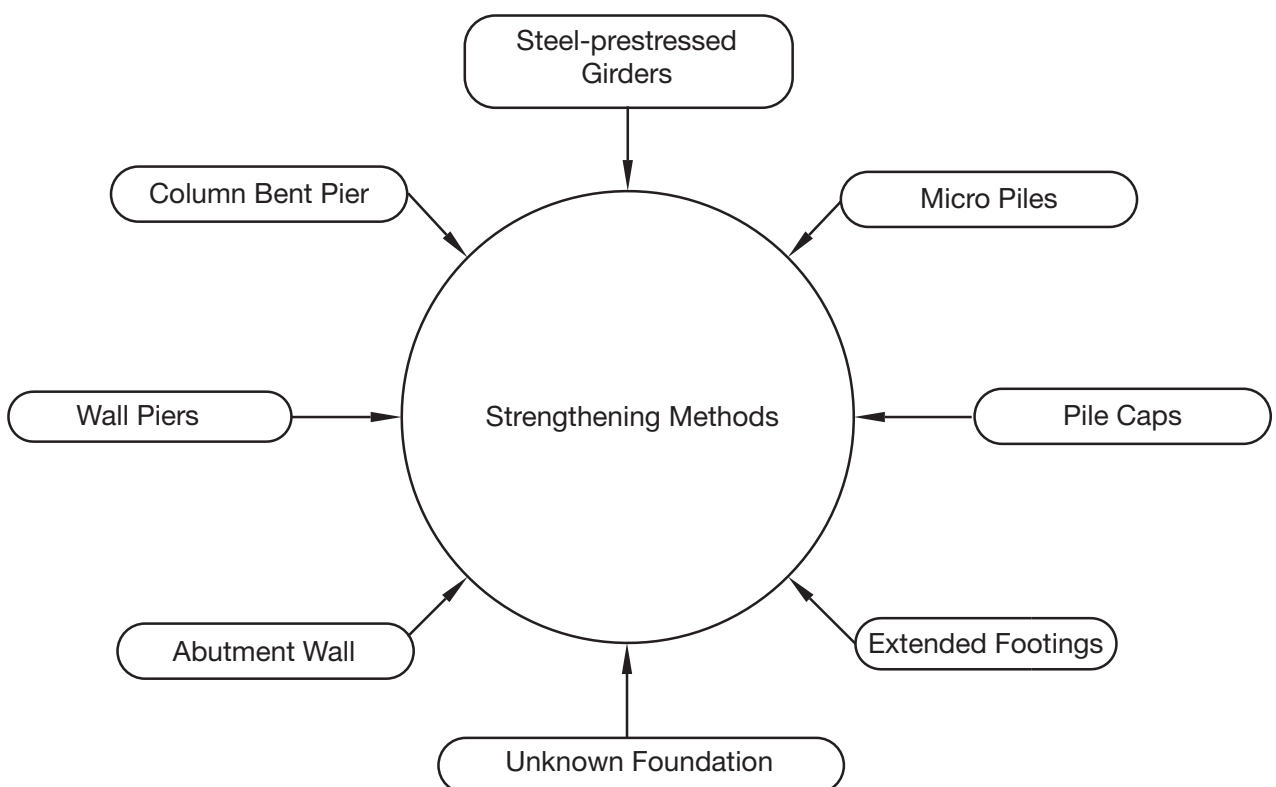 Steel-prestressed
Girders
Column Bent Pier
Micro Piles
Wall Piers
Strengthening Methods
Pile Caps
Abutment Wall
Extended Footings
Unknown Foundation